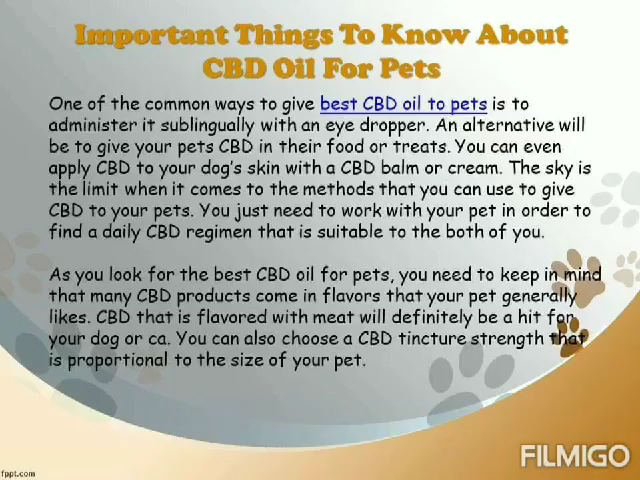 Important Things To Know About
CBD Oil For Pets
One of the common ways to give best CBD oil to pets is to
administer it sublingually with an eye dropper. An alternative will
be to give your pets CBD in their food or treats. You can even
apply CBD to your dog's skin with a CBD balm or cream. The sky is
the limit when it comes to the methods that you can use to give
CBD to your pets. You just need to work with your pet in order to
find a daily CBD regimen that is suitable to the both of you.
As you look for the best CBD oil for pets, you need to keep in mind
that many CBD products come in flavors that your pet generally
likes. CBD that is flavored with meat will definitely be a hit for
your dog or ca. You can also choose a CBD tincture strength that
is proportional to the size of your pet.
fppt.com
FILMIGO